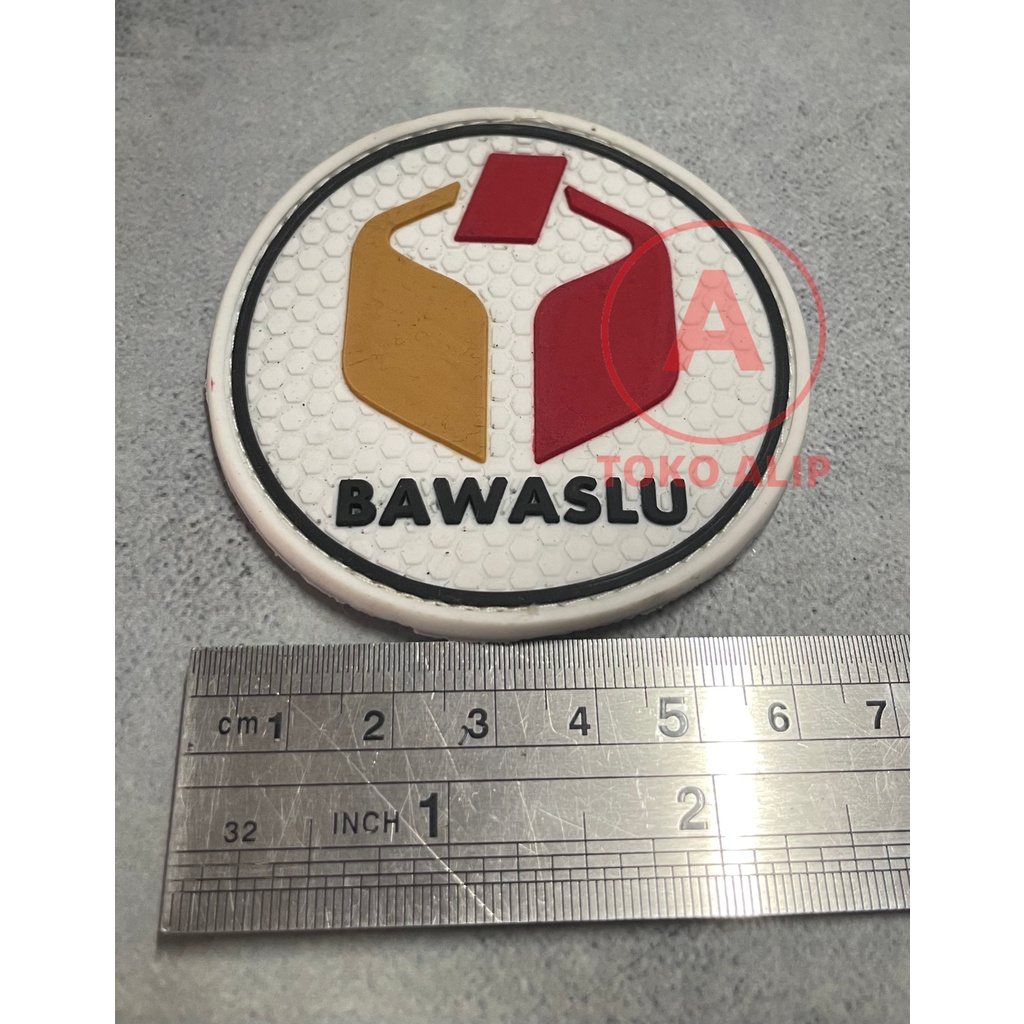 A
TOKO ALIP
BAWASLU
cm 1 2 3 4 5 6 7
32 INCH 1 2